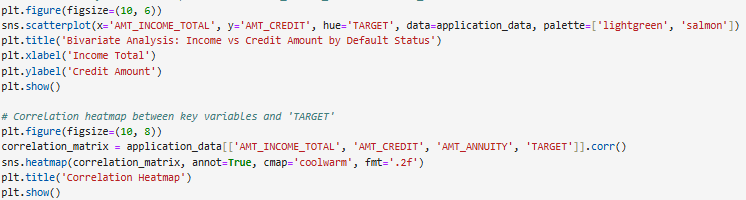 plt.figure(figsize=(10, 6))
sns.scatterplot(x='AMT_INCOME_TOTAL', y='AMT_CREDIT', hue='TARGET', data=application_data, palette=['lightgreen', 'salmon'])
plt.title('Bivariate Analysis: Income vs Credit Amount by Default Status')
plt.xlabel('Income Total')
plt.ylabel('Credit Amount')
plt.show()

# Correlation heatmap between key variables and 'TARGET'
plt.figure(figsize=(10, 8))
correlation_matrix = application_data[['AMT_INCOME_TOTAL', 'AMT_CREDIT', 'AMT_ANNUITY', 'TARGET']].corr()
sns.heatmap(correlation_matrix, annot=True, cmap='coolwarm', fmt='.2f')
plt.title('Correlation Heatmap')
plt.show()